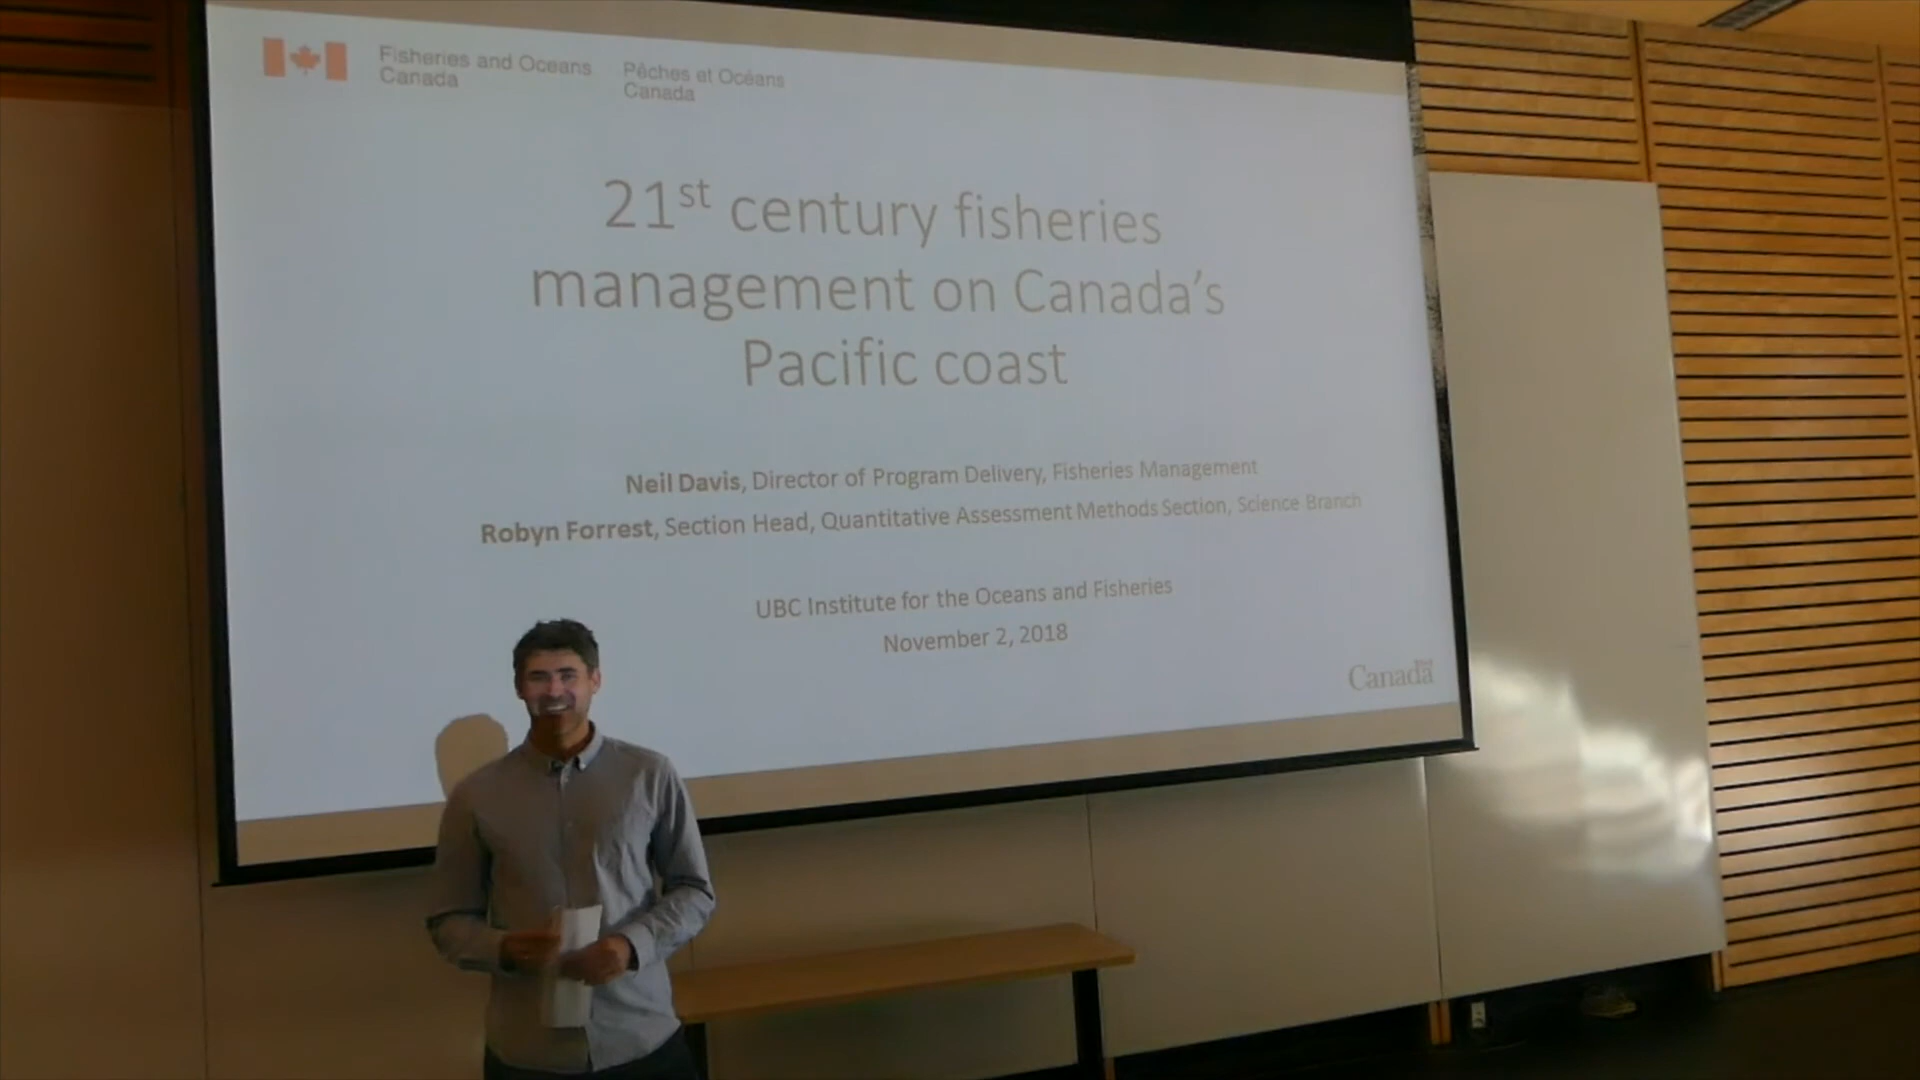 Fisheries and Oceans
Canada
Pêches et Océans
Canada
21st century fisheries
management on Canada's
Pacific coast
Neil Davis, Director of Program Delivery, Fisheries Management
Robyn Forrest, Section Head, Quantitative Assessment Methods Section, Science Branch
UBC Institute for the Oceans and Fisheries
November 2, 2018
Canada